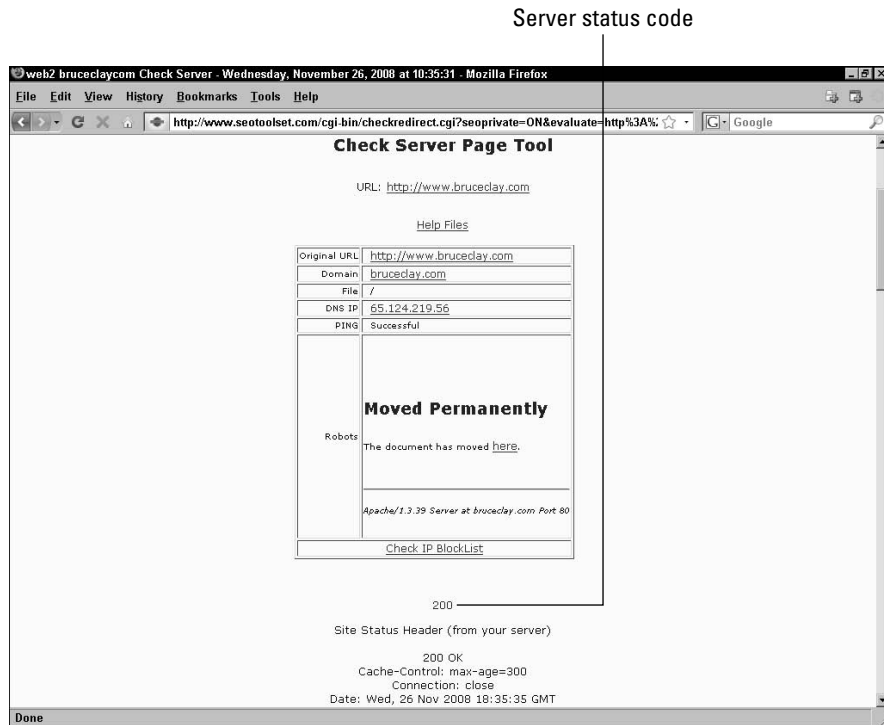 Server status code
web2 bruceclaycom Check Server - Wednesday, November 26, 2008 at 10:35:31 - Mozilla Firefox
File Edit View History Bookmarks Tools Help
http://www.seotoolset.com/cgi-bin/checkredirect.cgi?seoprivate=ON&evaluate=http%3A%
G Google
Check Server Page Tool
URL: http://www.bruceclay.com
Help Files
Original URL http://www.bruceclay.com
Domain bruceclay.com
File /
DNS IP 65.124.219.56
PING Successful
Robots
Moved Permanently
The document has moved here.
Apache/1.3.39 Server at bruceclay.com Port 80
Check IP BlockList
200
Site Status Header (from your server)
200 OK
Cache-Control: max-age=300
Connection: close
Date: Wed, 26 Nov 2008 18:35:35 GMT
Done